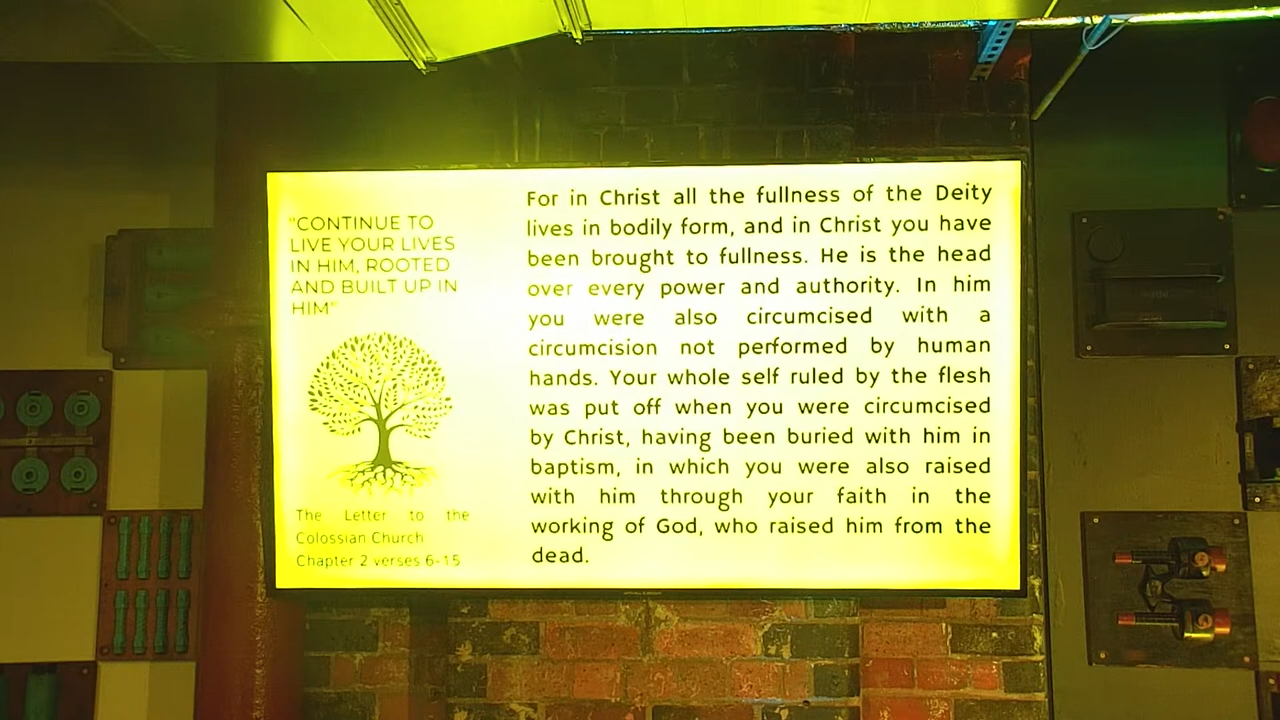 "CONTINUE TO
LIVE YOUR LIVES
IN HIM, ROOTED
AND BUILT UP IN
HIM"
The Letter to the
Colossian Church
Chapter 2 verses 6-15
For in Christ all the fullness of the Deity
lives in bodily form, and in Christ you have
been brought to fullness. He is the head
over every power and authority. In him
you were also circumcised with a
circumcision not performed by human
hands. Your whole self ruled by the flesh
was put off when you were circumcised
by Christ, having been buried with him in
baptism, in which you were also raised
with him through your faith in the
working of God, who raised him from the
dead.